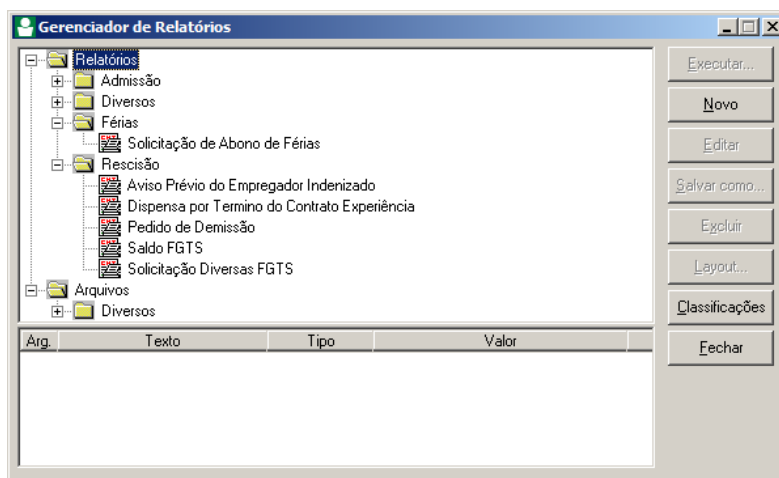 Gerenciador de Relatórios
Relatórios
Admissão
Diversos
Férias
Solicitação de Abono de Férias
Rescisão
Aviso Prévio do Empregador Indenizado
Dispensa por Termino do Contrato Experiência
Pedido de Demissão
Saldo FGTS
Solicitação Diversas FGTS
Arquivos
Diversos
Executar...
Novo
Editar
Salvar como...
Excluir
Layout...
Classificações
Fechar
Arg. Texto Tipo Valor